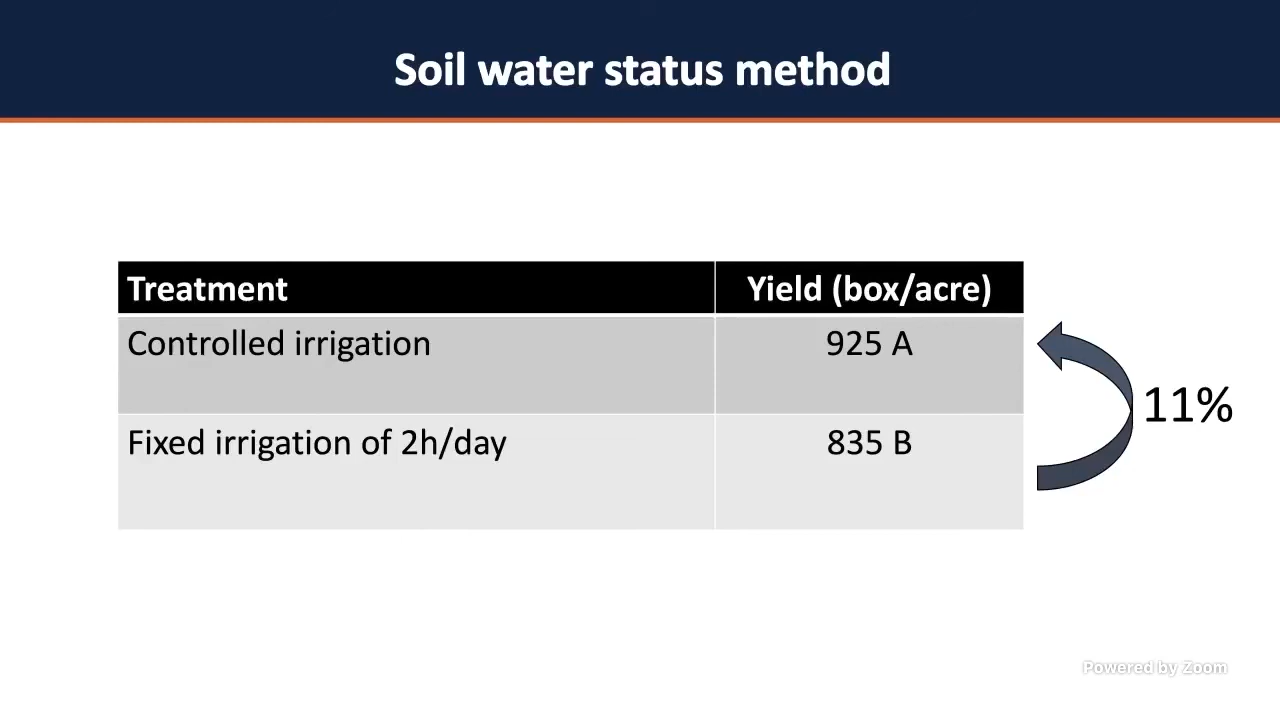 Soil water status method
Treatment Yield (box/acre)
Controlled irrigation 925 A
11%
Fixed irrigation of 2h/day 835 B
Powered by Zoom